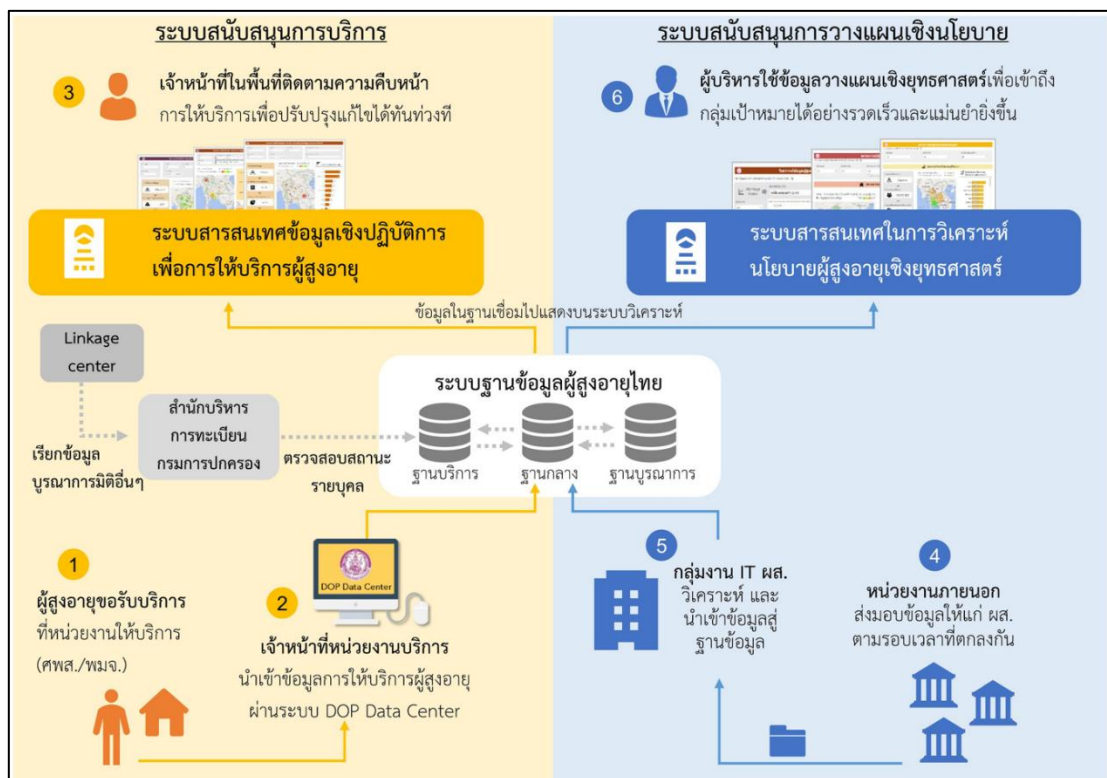 ระบบสนับสนุนการบริการ
3
เจ้าหน้าที่ในพื้นที่ติดตามความคืบหน้า
การให้บริการเพื่อปรับปรุงแก้ไขได้ทันท่วงที
ระบบสารสนเทศข้อมูลเชิงปฏิบัติการ
เพื่อการให้บริการผู้สูงอายุ
ระบบสนับสนุนการวางแผนเชิงนโยบาย
6
ผู้บริหารใช้ข้อมูลวางแผนเชิงยุทธศาสตร์เพื่อเข้าถึง
กลุ่มเป้าหมายได้อย่างรวดเร็วและแม่นยำยิ่งขึ้น
ระบบสารสนเทศในการวิเคราะห์
นโยบายผู้สูงอายุเชิงยุทธศาสตร์
ข้อมูลในฐานเชื่อมไปแสดงบนระบบวิเคราะห์
Linkage
center
สำนักบริหาร
การทะเบียน
กรมการปกครอง
เรียกข้อมูล
บูรณาการมิติอื่นๆ
ตรวจสอบสถานะ
รายบุคคล
ระบบฐานข้อมูลผู้สูงอายุไทย
ฐานบริการ
ฐานกลาง
ฐานบูรณาการ
1
ผู้สูงอายุขอรับบริการ
ที่หน่วยงานให้บริการ
(ศพส./พมจ.)
DOP Data Center
2
เจ้าหน้าที่หน่วยงานบริการ
นำเข้าข้อมูลการให้บริการผู้สูงอายุ
ผ่านระบบ DOP Data Center
5
กลุ่มงาน IT ผส.
วิเคราะห์ และ
นำเข้าข้อมูลสู่
ฐานข้อมูล
4
หน่วยงานภายนอก
ส่งมอบข้อมูลให้แก่ ผส.
ตามรอบเวลาที่ตกลงกัน